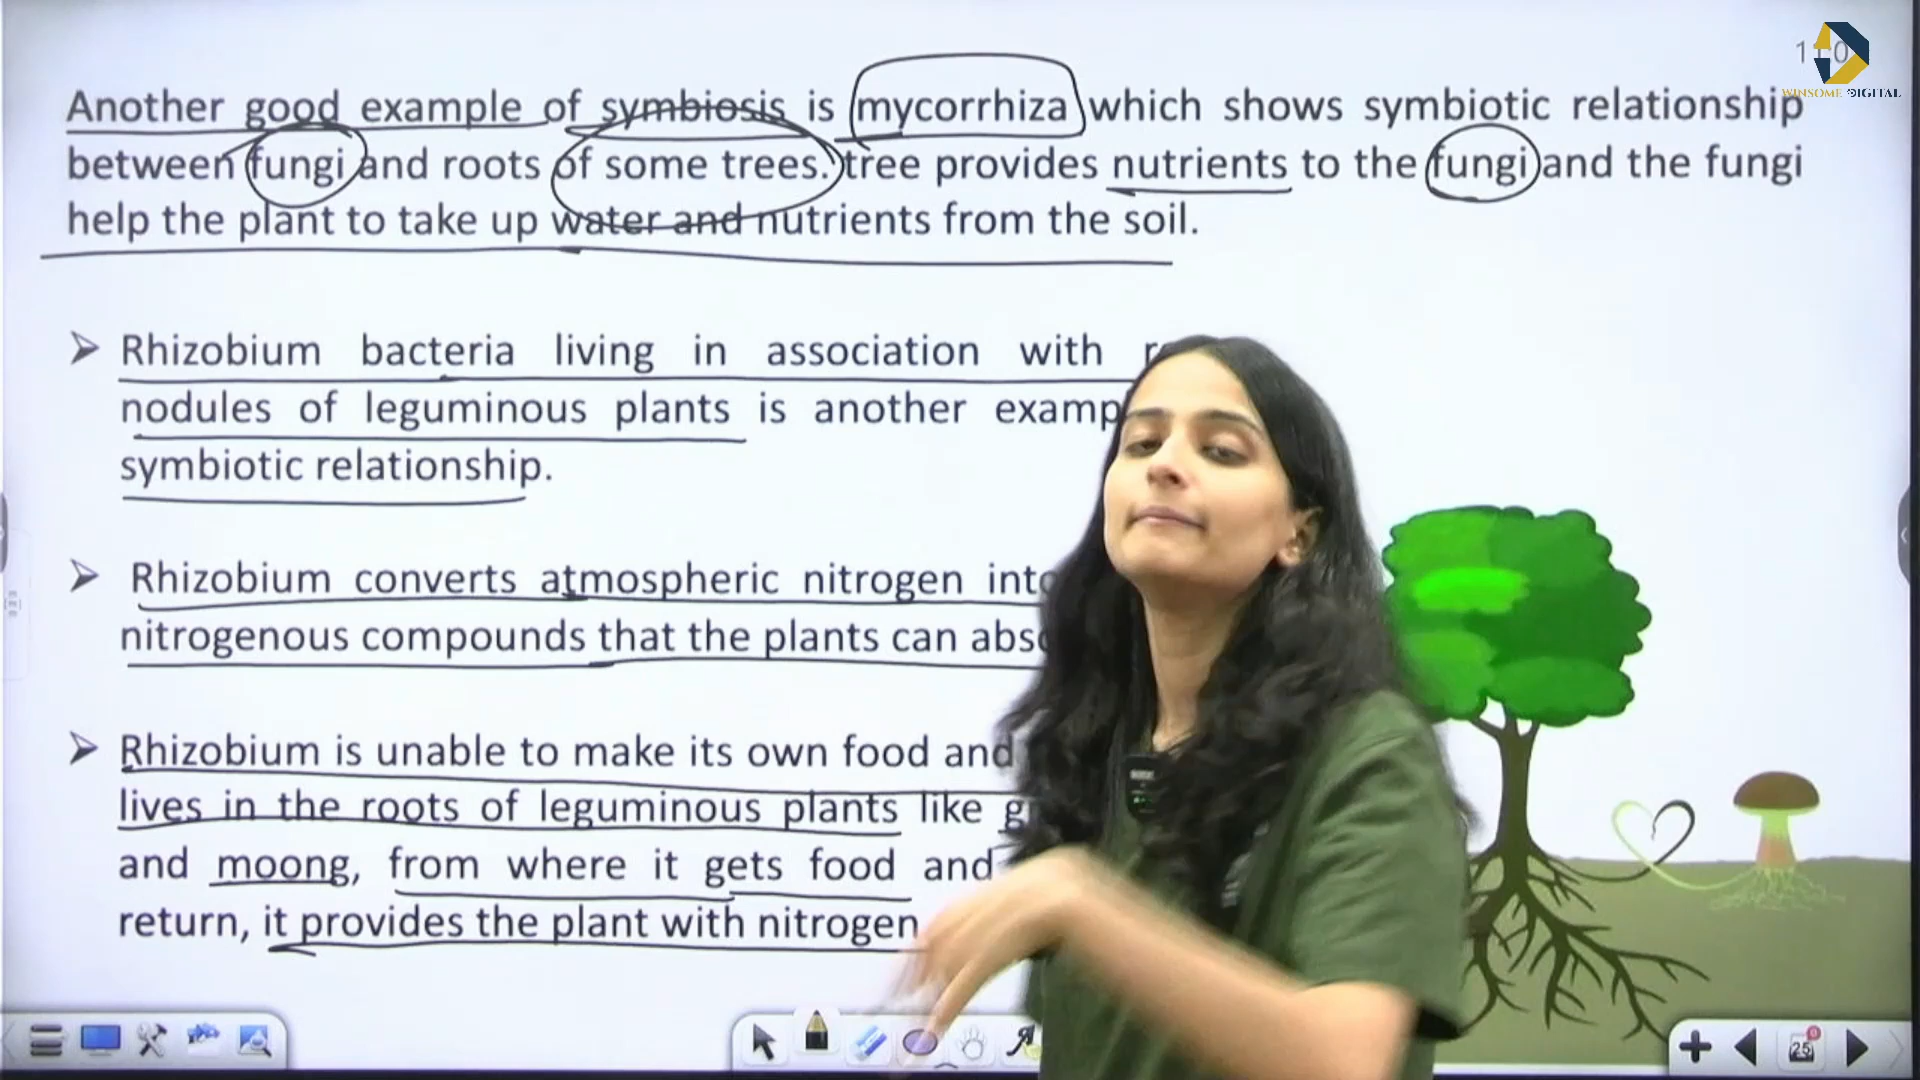 Another good example of symbiosis is mycorrhiza which shows symbiotic relationship
between fungi and roots of some trees. tree provides nutrients to the fungi and the fungi
help the plant to take up water and nutrients from the soil.
Rhizobium bacteria living in association with
nodules of leguminous plants is another
symbiotic relationship.
Rhizobium converts atmospheric nitrogen into
nitrogenous compounds that the plants can
Rhizobium is unable to make its own food and
lives in the roots of leguminous plants like
and moong, from where it gets food and
return, it provides the plant with nitrogen
WINSOME DIGITAL
25